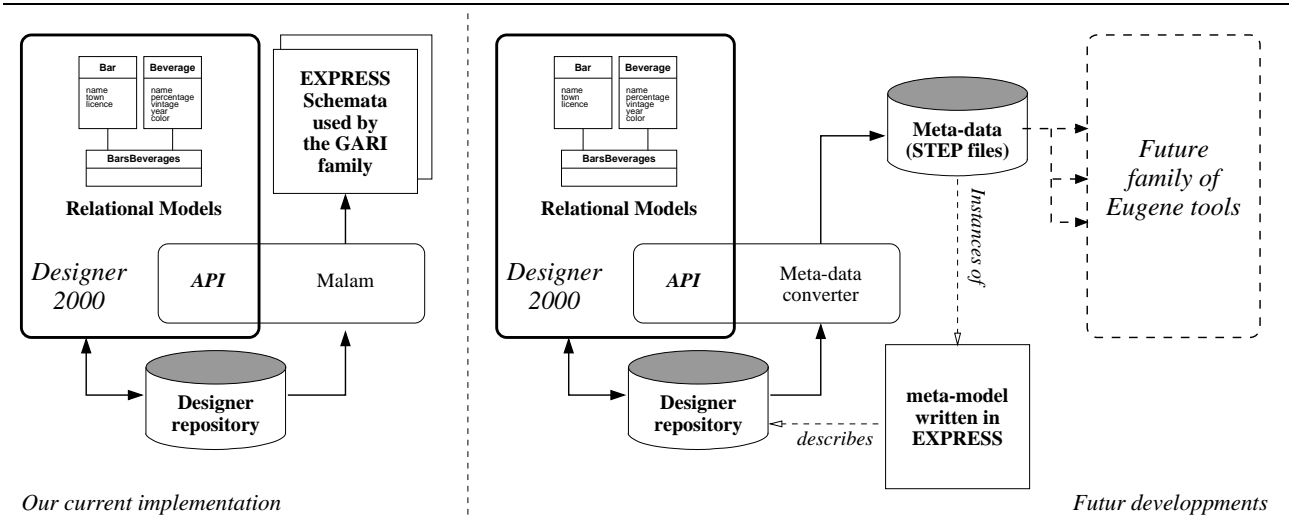 Bar
name
town
licence
Beverage
name
percentage
vintage
year
color
BarsBeverages
Relational Models
Designer
2000
API
Malam
EXPRESS
Schemata
used by
the GARI
family
Designer
repository
Our current implementation
Bar
name
town
licence
Beverage
name
percentage
vintage
year
color
BarsBeverages
Relational Models
Designer
2000
API
Meta-data
converter
Designer
repository
Meta-data
(STEP files)
Instances of
Future
family of
Eugene tools
meta-model
written in
EXPRESS
describes
Futur developpments